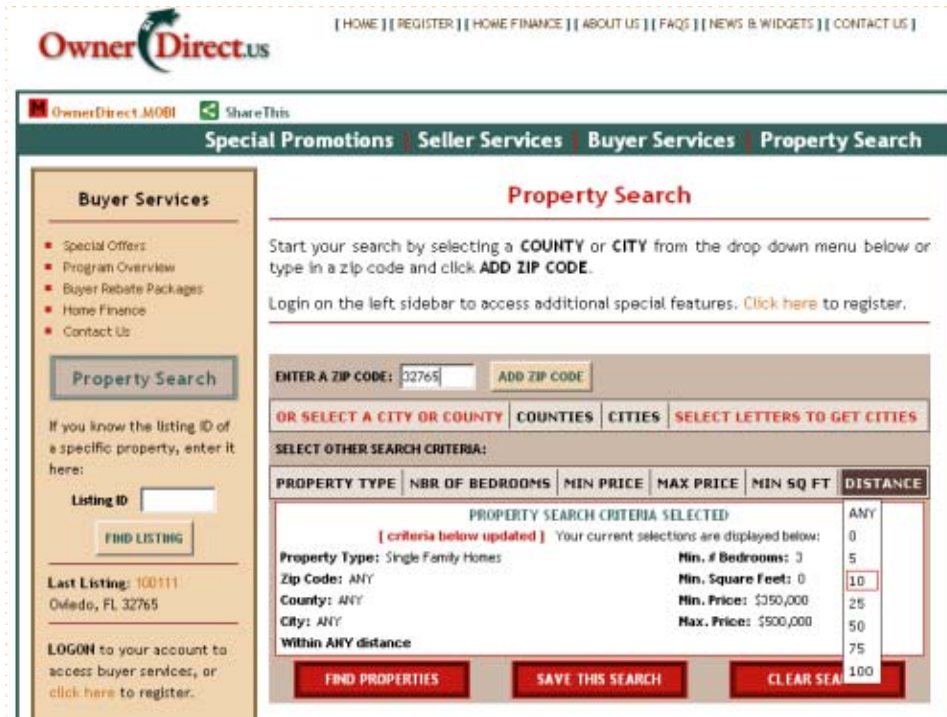 [ HOME ] [ REGISTER ] [ HOME FINANCE ] [ ABOUT US ] [ FAQS ] [ NEWS & WIDGETS ] [ CONTACT US ]
Owner Direct.us
M OwnerDirect.MOBI ShareThis
Special Promotions | Seller Services | Buyer Services | Property Search
Buyer Services
Special Offers
Program Overview
Buyer Rebate Packages
Home Finance
Contact Us
Property Search
If you know the listing ID of
a specific property, enter it
here:
Listing ID
FIND LISTING
Last Listing: 100111
Oviedo, FL 32765
LOGON to your account to
access buyer services, or
click here to register.
Property Search
Start your search by selecting a COUNTY or CITY from the drop down menu below or
type in a zip code and click ADD ZIP CODE.
Login on the left sidebar to access additional special features. Click here to register.
ENTER A ZIP CODE: 32765 ADD ZIP CODE
OR SELECT A CITY OR COUNTY COUNTIES CITIES SELECT LETTERS TO GET CITIES
SELECT OTHER SEARCH CRITERIA:
PROPERTY TYPE NBR OF BEDROOMS MIN PRICE MAX PRICE MIN SQ FT DISTANCE
PROPERTY SEARCH CRITERIA SELECTED
[ criteria below updated ] Your current selections are displayed below:
Property Type: Single Family Homes Min. # Bedrooms: 3
Zip Code: ANY Min. Square Feet: 0
County: ANY Min. Price: $350,000
City: ANY Max. Price: $500,000
Within ANY distance
ANY
0
5
10
25
50
75
100
FIND PROPERTIES SAVE THIS SEARCH CLEAR SEA